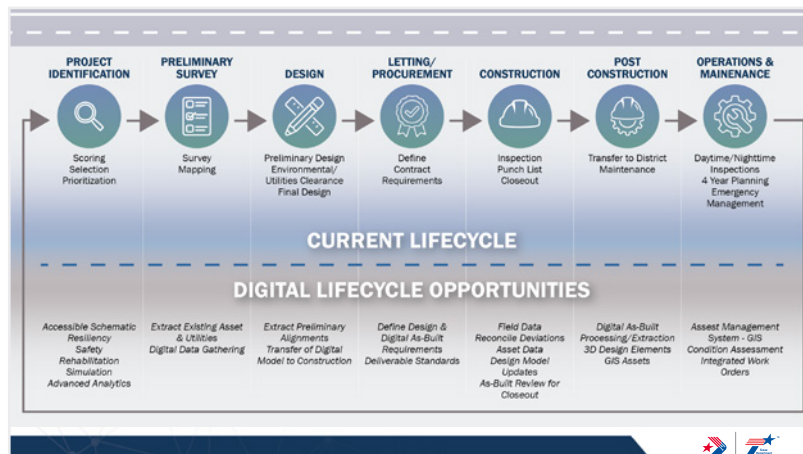 PROJECT
IDENTIFICATION
PRELIMINARY
SURVEY
DESIGN
LETTING/
PROCUREMENT
CONSTRUCTION
POST
CONSTRUCTION
OPERATIONS &
MAINENANCE
Scoring
Selection
Prioritization
Survey
Mapping
Preliminary Design
Environmental/
Utilities Clearance
Final Design
Define
Contract
Requirements
Inspection
Punch List
Closeout
Transfer to District
Maintenance
Daytime/Nighttime
Inspections
4 Year Planning
Emergency
Management
CURRENT LIFECYCLE
DIGITAL LIFECYCLE OPPORTUNITIES
Accessible Schematic
Resiliency
Safety
Rehabilitation
Simulation
Advanced Analytics
Extract Existing Asset
& Utilities
Digital Data Gathering
Extract Preliminary
Alignments
Transfer of Digital
Model to Construction
Define Design &
Digital As-Built
Requirements
Deliverable Standards
Field Data
Reconcile Deviations
Asset Data
Design Model
Updates
As-Built Review for
Closeout
Digital As-Built
Processing/Extraction
3D Design Elements
GIS Assets
Assest Management
System - GIS
Condition Assessment
Integrated Work
Orders